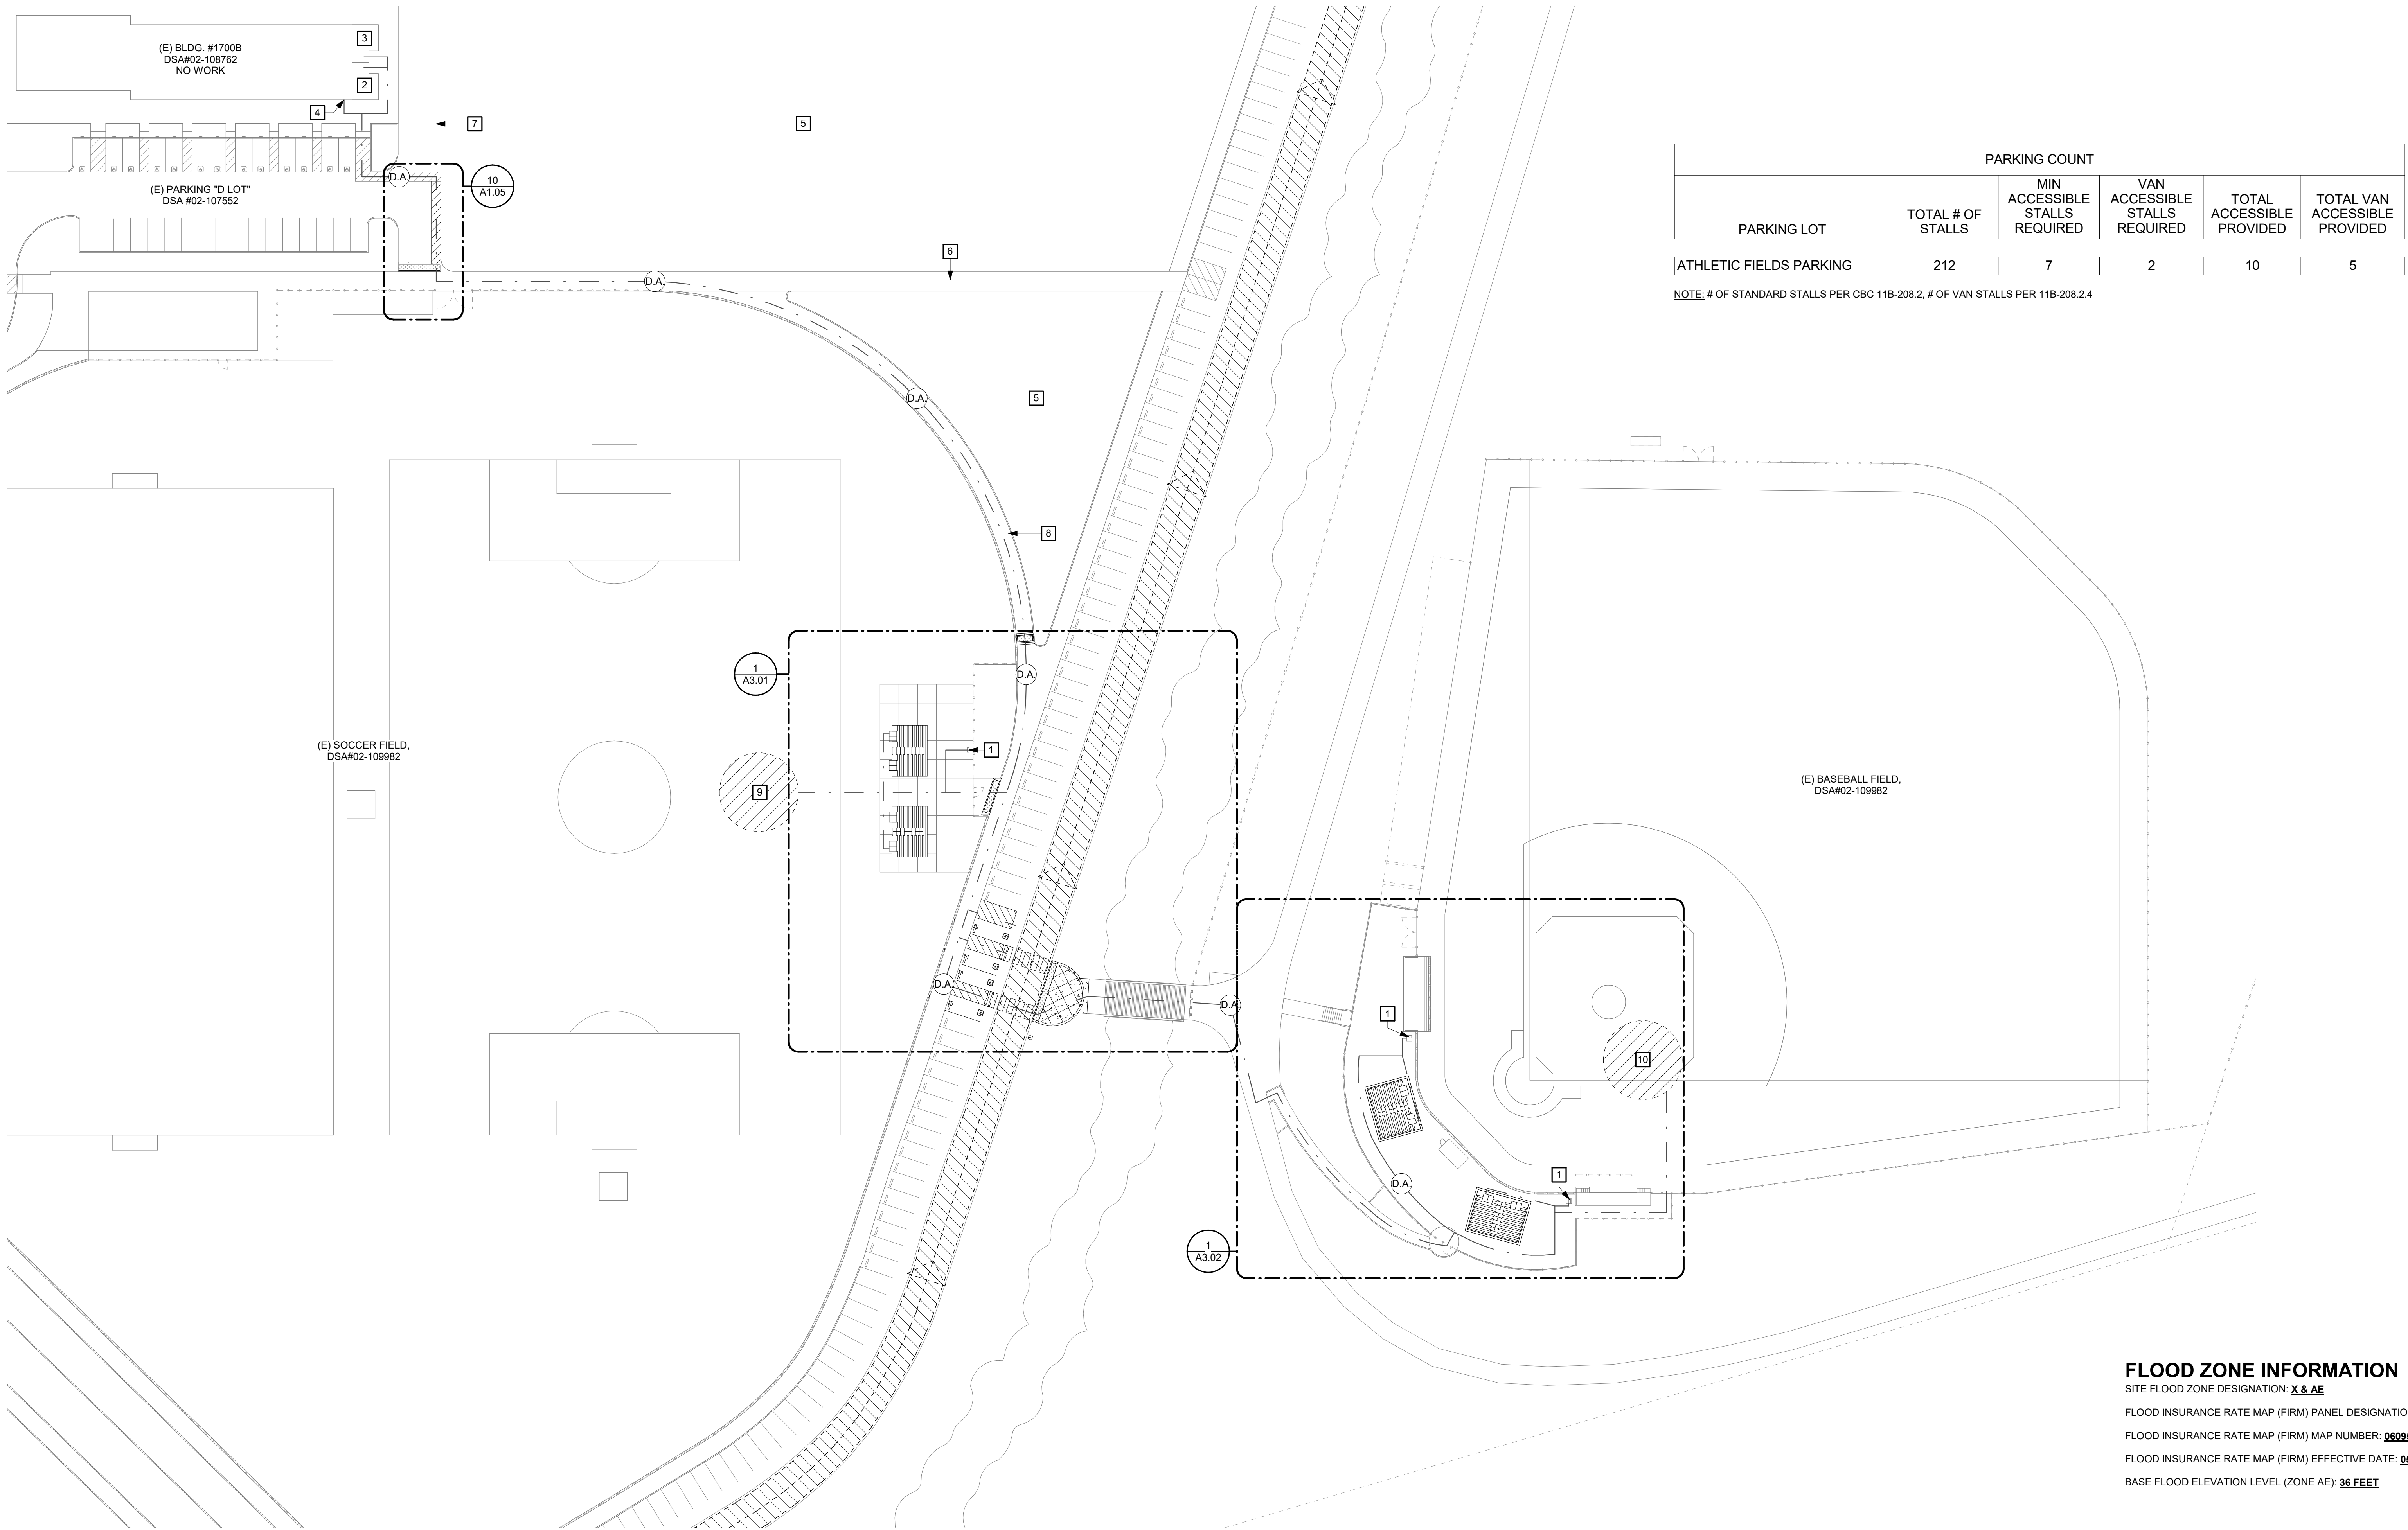 (E) BLDG. #1700B
DSA#02-108762
NO WORK
3
2
4
7
5
(E) PARKING "D LOT"
DSA #02-107552
D.A.
10
A1.05
6
D.A.
D.A.
5
8
PARKING COUNT
PARKING LOT
TOTAL # OF
STALLS
MIN
ACCESSIBLE
STALLS
REQUIRED
VAN
ACCESSIBLE
STALLS
REQUIRED
TOTAL
ACCESSIBLE
PROVIDED
TOTAL VAN
ACCESSIBLE
PROVIDED
ATHLETIC FIELDS PARKING 212 7 2 10 5
NOTE: # OF STANDARD STALLS PER CBC 11B-208.2, # OF VAN STALLS PER 11B-208.2.4
1
A3.01
D.A.
(E) SOCCER FIELD,
DSA#02-109982
1
9
(E) BASEBALL FIELD,
DSA#02-109982
D.A.
D.A.
1
10
1
D.A.
1
A3.02
FLOOD ZONE INFORMATION
SITE FLOOD ZONE DESIGNATION: X & AE
FLOOD INSURANCE RATE MAP (FIRM) PANEL DESIGNATIO
FLOOD INSURANCE RATE MAP (FIRM) MAP NUMBER: 0609
FLOOD INSURANCE RATE MAP (FIRM) EFFECTIVE DATE: 0
BASE FLOOD ELEVATION LEVEL (ZONE AE): 36 FEET